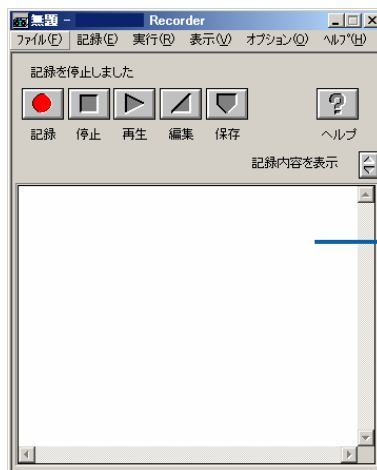 無題 - Recorder
ファイル(F) 記録(E) 実行(R) 表示(V) オプション(O) ヘルプ(H)
記録を停止しました
記録 停止 再生 編集 保存 ヘルプ
記録内容を表示